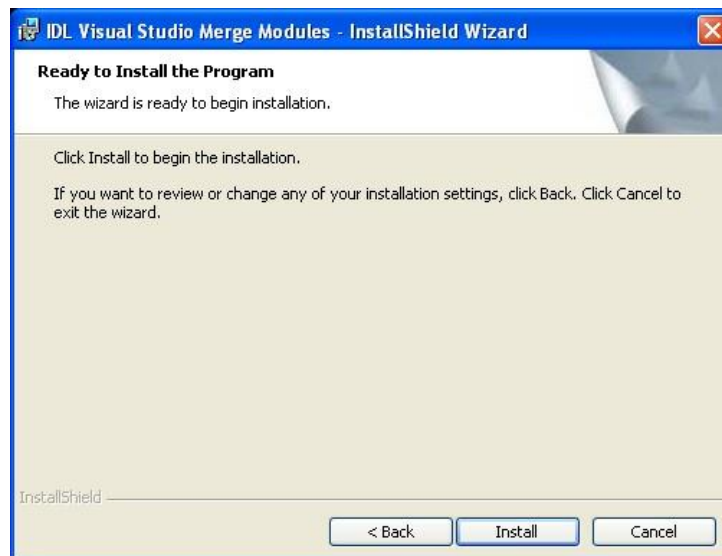 IDL Visual Studio Merge Modules - InstallShield Wizard
Ready to Install the Program
The wizard is ready to begin installation.
Click Install to begin the installation.
If you want to review or change any of your installation settings, click Back. Click Cancel to
exit the wizard.
InstallShield
< Back Install Cancel